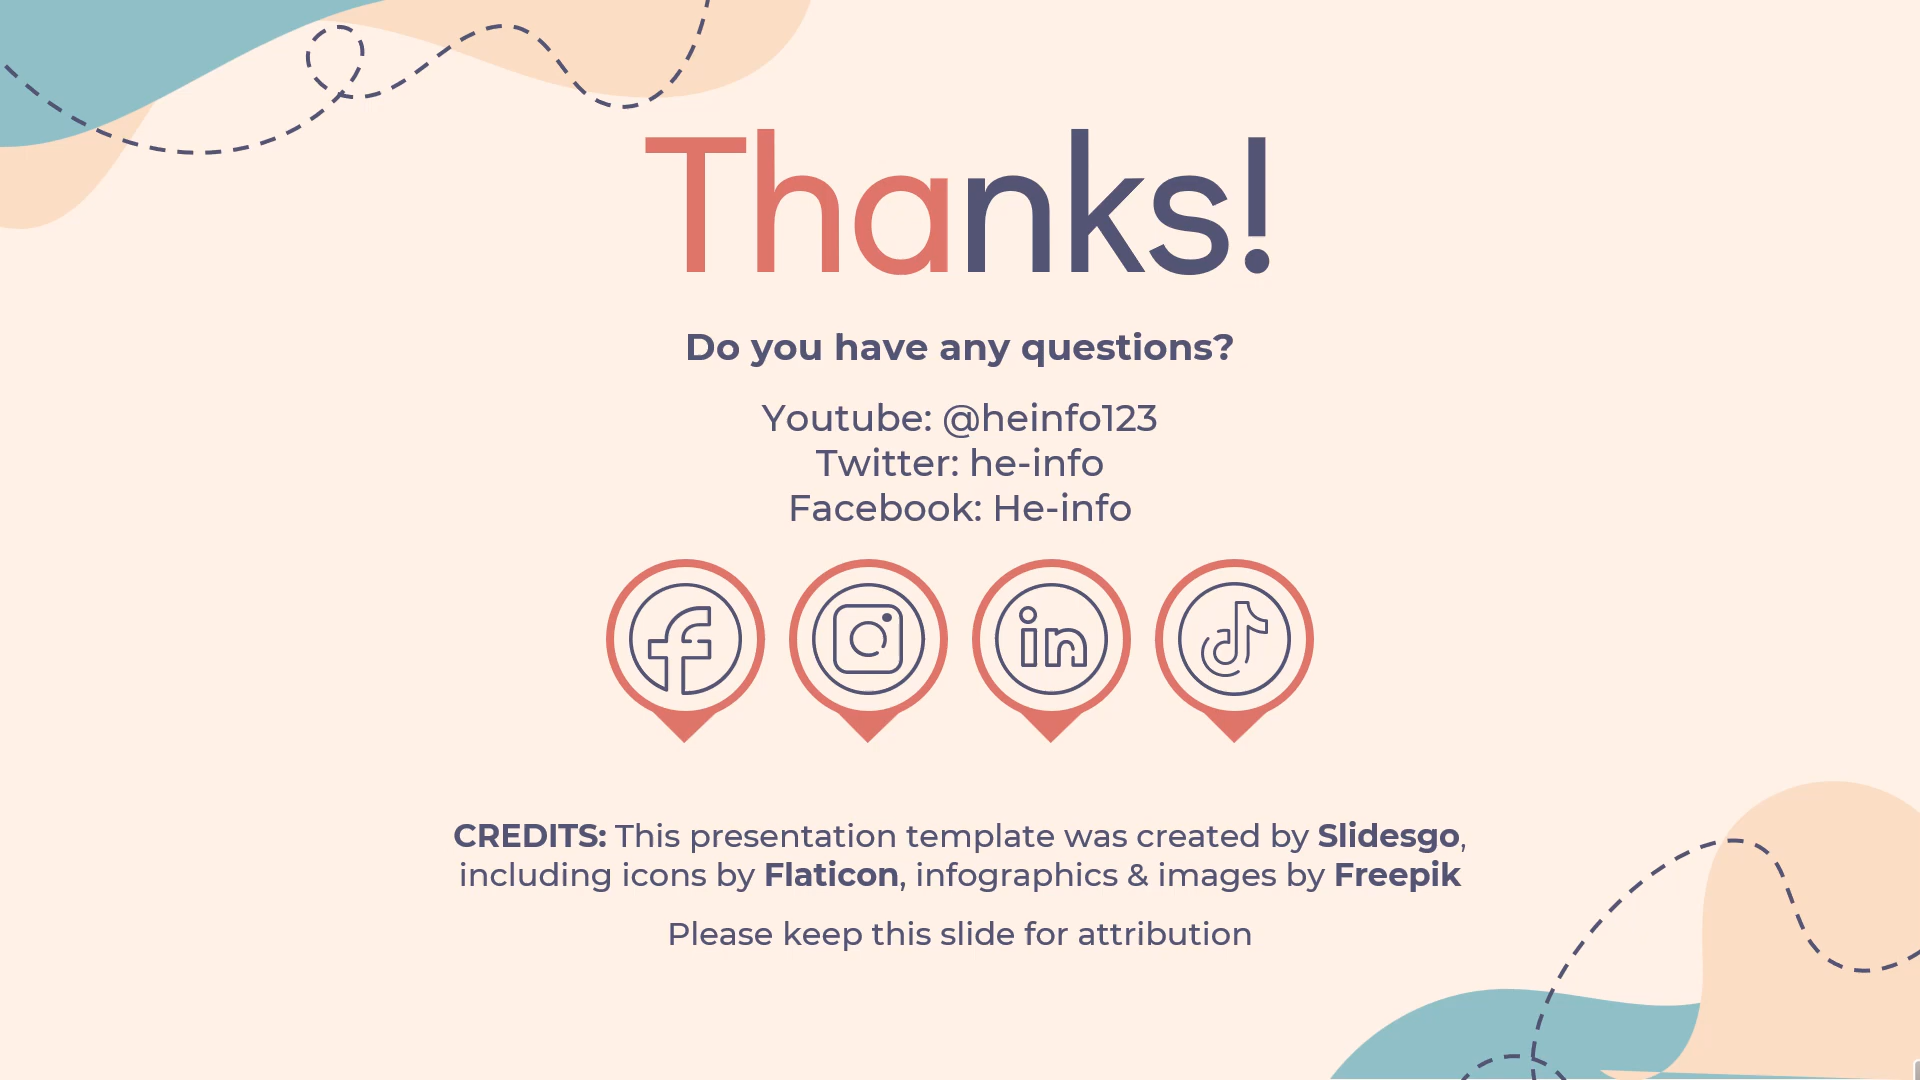 Thanks!
Do you have any questions?
Youtube: @heinfo123
Twitter: he-info
Facebook: He-info
in
CREDITS: This presentation template was created by Slidesgo,
including icons by Flaticon, infographics & images by Freepik
Please keep this slide for attribution